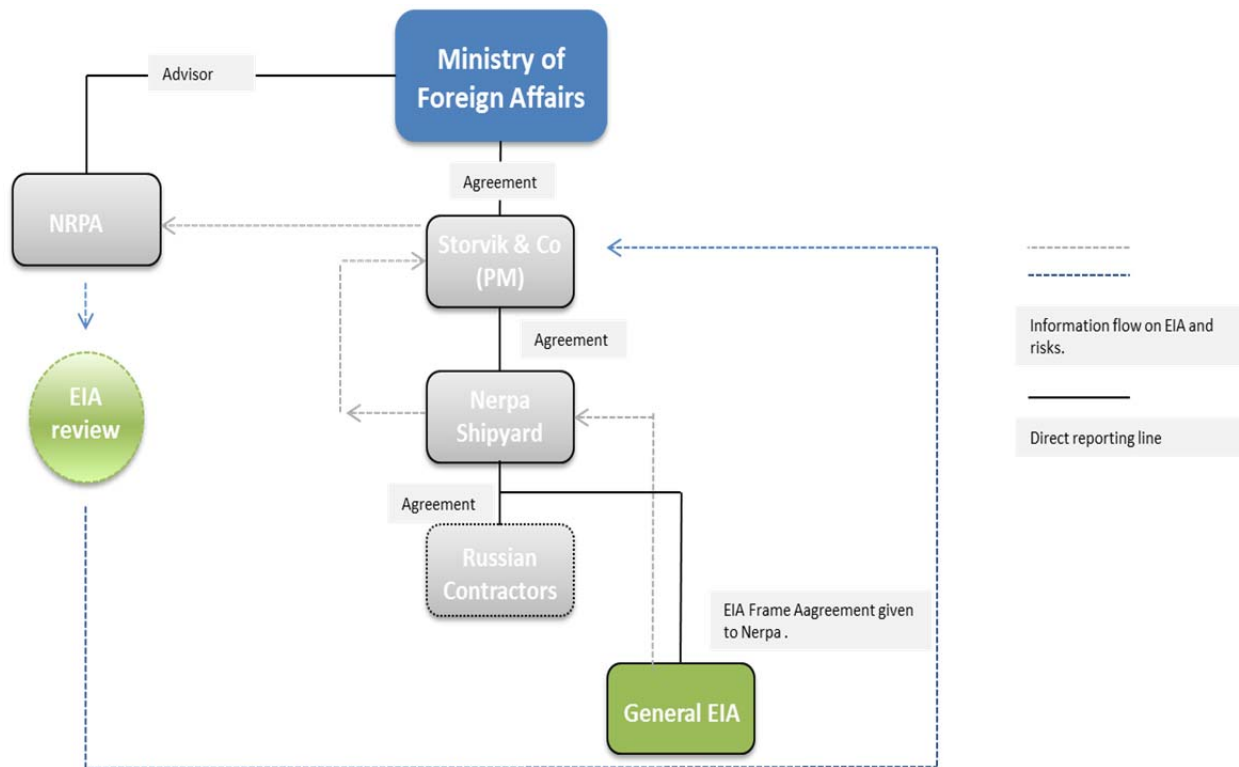 Ministry of
Foreign Affairs
Advisor
Agreement
NRPA
Storvik & Co
(PM)
Agreement
Information flow on EIA and
risks.
EIA
review
Nerpa
Shipyard
Direct reporting line
Agreement
Russian
Contractors
EIA Frame Aagreement given
to Nerpa .
General EIA